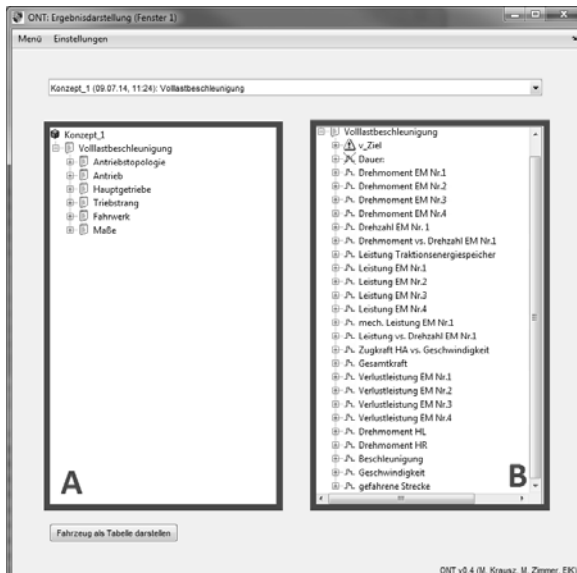 ONT: Ergebnisdarstellung (Fenster 1)
Menü Einstellungen
Konzept_1 (09.07.14, 11:24): Volllastbeschleunigung
Konzept_1
Volllastbeschleunigung
Antriebstopologie
Antrieb
Hauptgetriebe
Triebstrang
Fahrwerk
Maße
A
Volllastbeschleunigung
v_Ziel
Dauer:
Drehmoment EM Nr.1
Drehmoment EM Nr.2
Drehmoment EM Nr.3
Drehmoment EM Nr.4
Drehzahl EM Nr. 1
Drehmoment vs. Drehzahl EM Nr.1
Leistung Traktionsenergiespeicher
Leistung EM Nr.1
Leistung EM Nr.2
Leistung EM Nr.3
Leistung EM Nr.4
mech. Leistung EM Nr.1
Leistung vs. Drehzahl EM Nr.1
Zugkraft HA vs. Geschwindigkeit
Gesamtkraft
Verlustleistung EM Nr.1
Verlustleistung EM Nr.2
Verlustleistung EM Nr.3
Verlustleistung EM Nr.4
Drehmoment HL
Drehmoment HR
Beschleunigung
Geschwindigkeit
gefahrene Strecke
B
Fahrzeug als Tabelle darstellen
ONT v0.4 (M. Krausz, M. Zimmer, EIK)